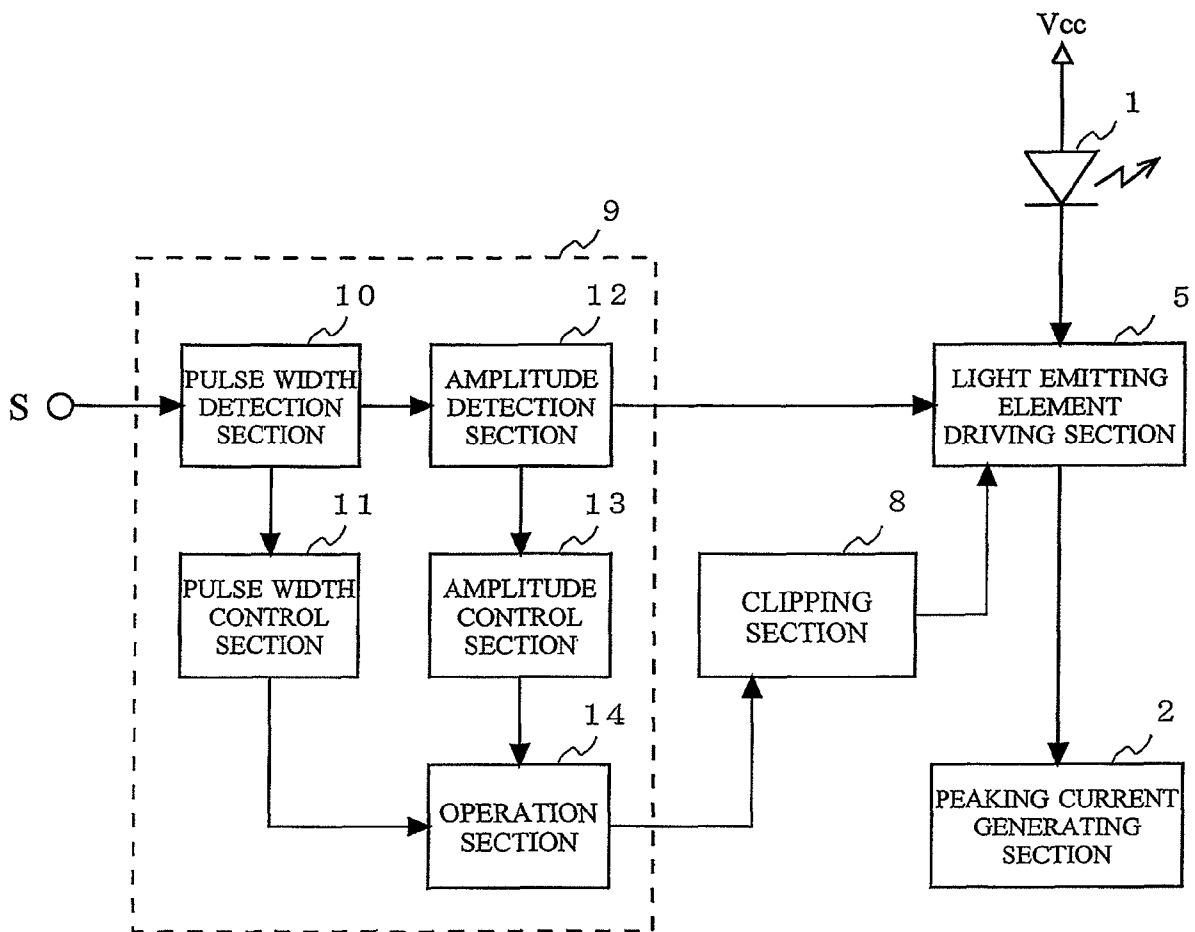 Vcc
1
9
10
12
5
S
PULSE WIDTH
DETECTION
SECTION
AMPLITUDE
DETECTION
SECTION
LIGHT EMITTING
ELEMENT
DRIVING SECTION
11
13
8
PULSE WIDTH
CONTROL
SECTION
AMPLITUDE
CONTROL
SECTION
CLIPPING
SECTION
14
2
OPERATION
SECTION
PEAKING CURRENT
GENERATING
SECTION